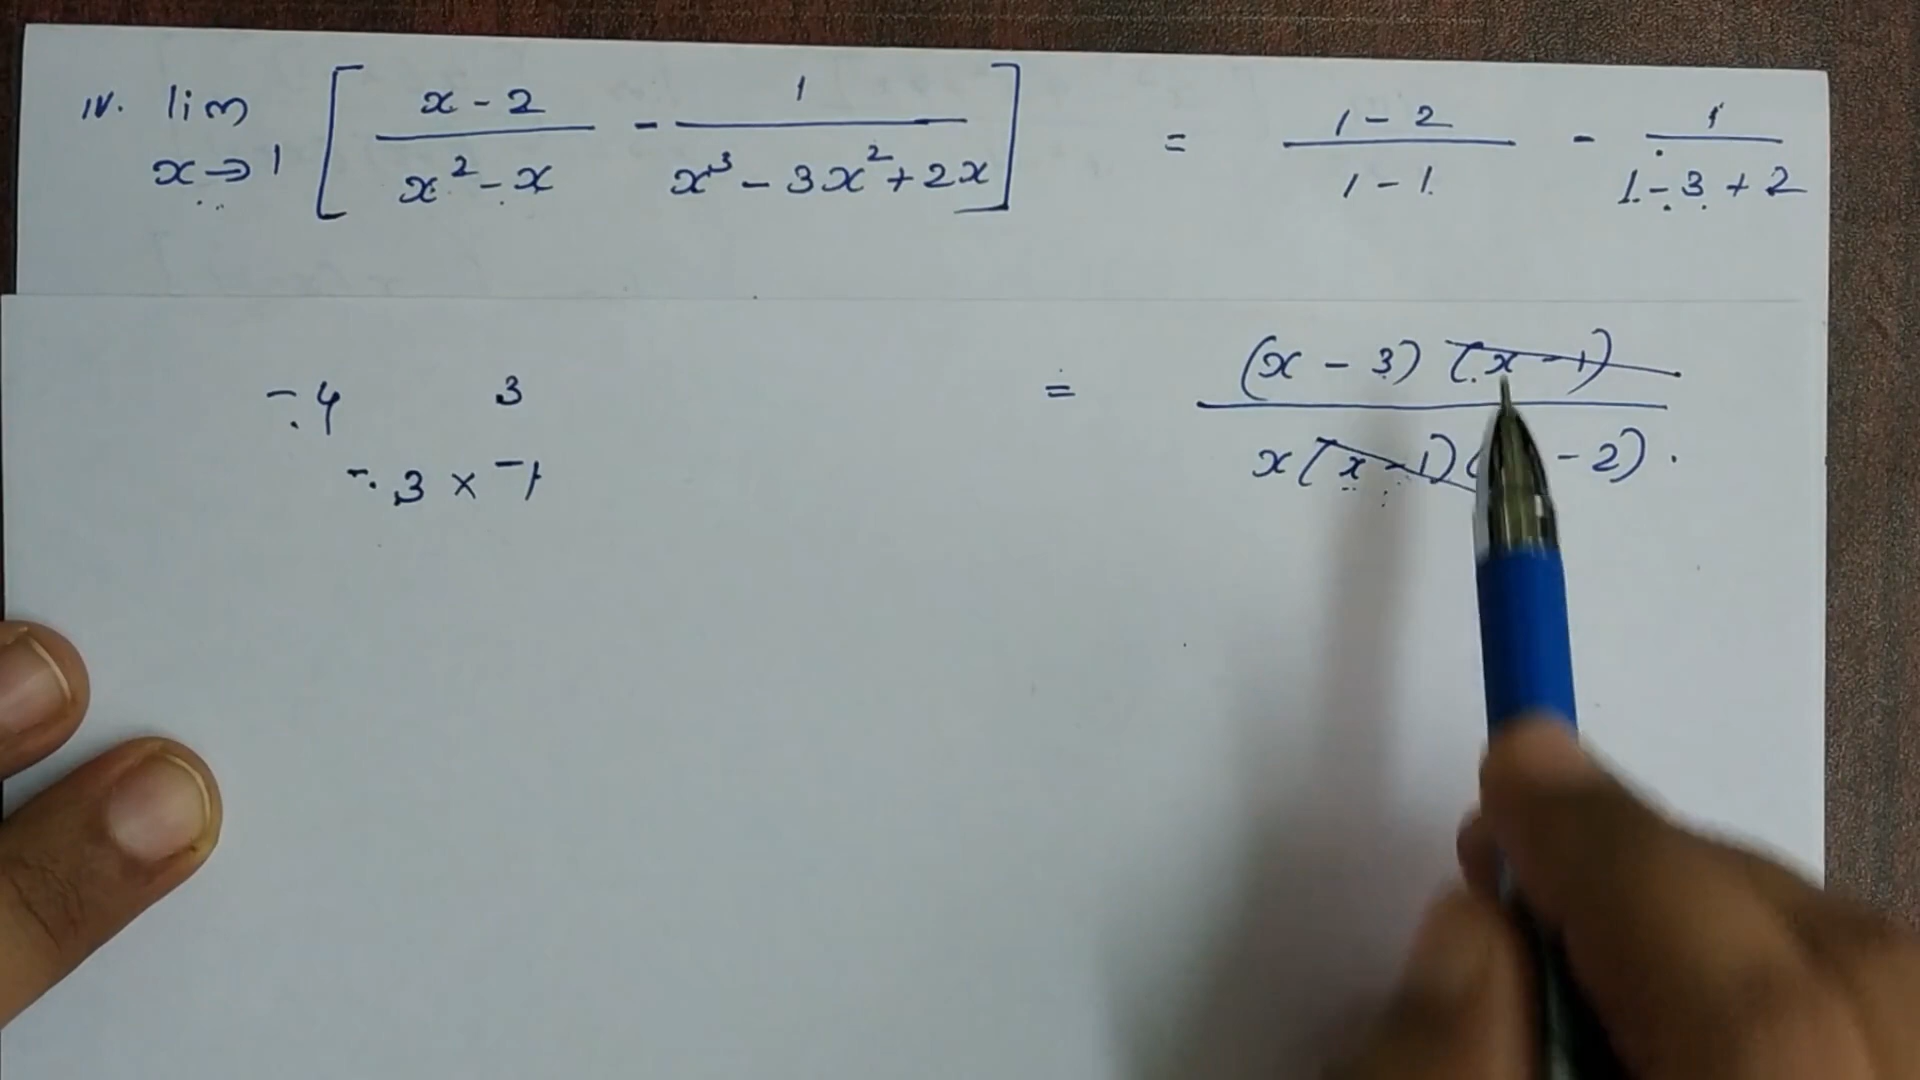 iv. lim x→1 [ (x - 2)/(x² - x) - 1/(x³ - 3x² + 2x) ] = (1 - 2)/(1 - 1) - 1/(1 - 3 + 2)
-4 3 = (x - 3)(x - 1)
-3 × -1 x(x - 1)( - 2).